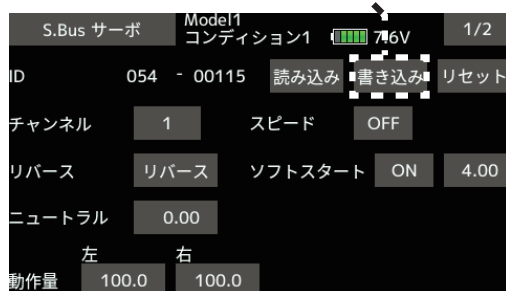 S.Bus サーボ Model1 コンディション1 7.6V 1/2
ID 054 - 00115 読み込み 書き込み リセット
チャンネル 1 スピード OFF
リバース リバース ソフトスタート ON 4.00
ニュートラル 0.00
左 右
動作量 100.0 100.0